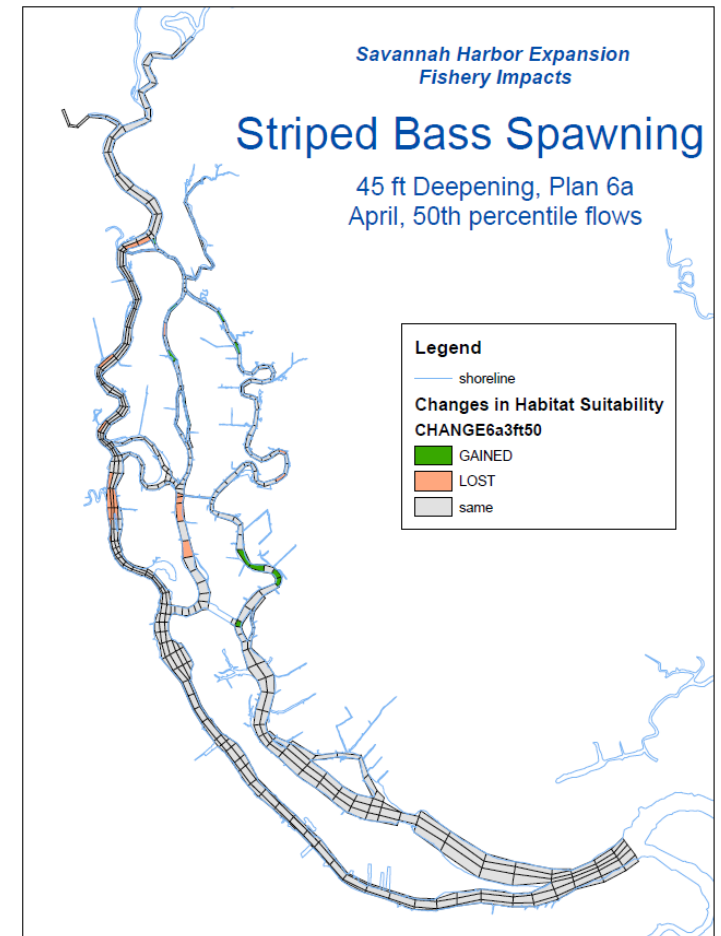 Savannah Harbor Expansion
Fishery Impacts
Striped Bass Spawning
45 ft Deepening, Plan 6a
April, 50th percentile flows
Legend
shoreline
Changes in Habitat Suitability
CHANGE6a3ft50
GAINED
LOST
same